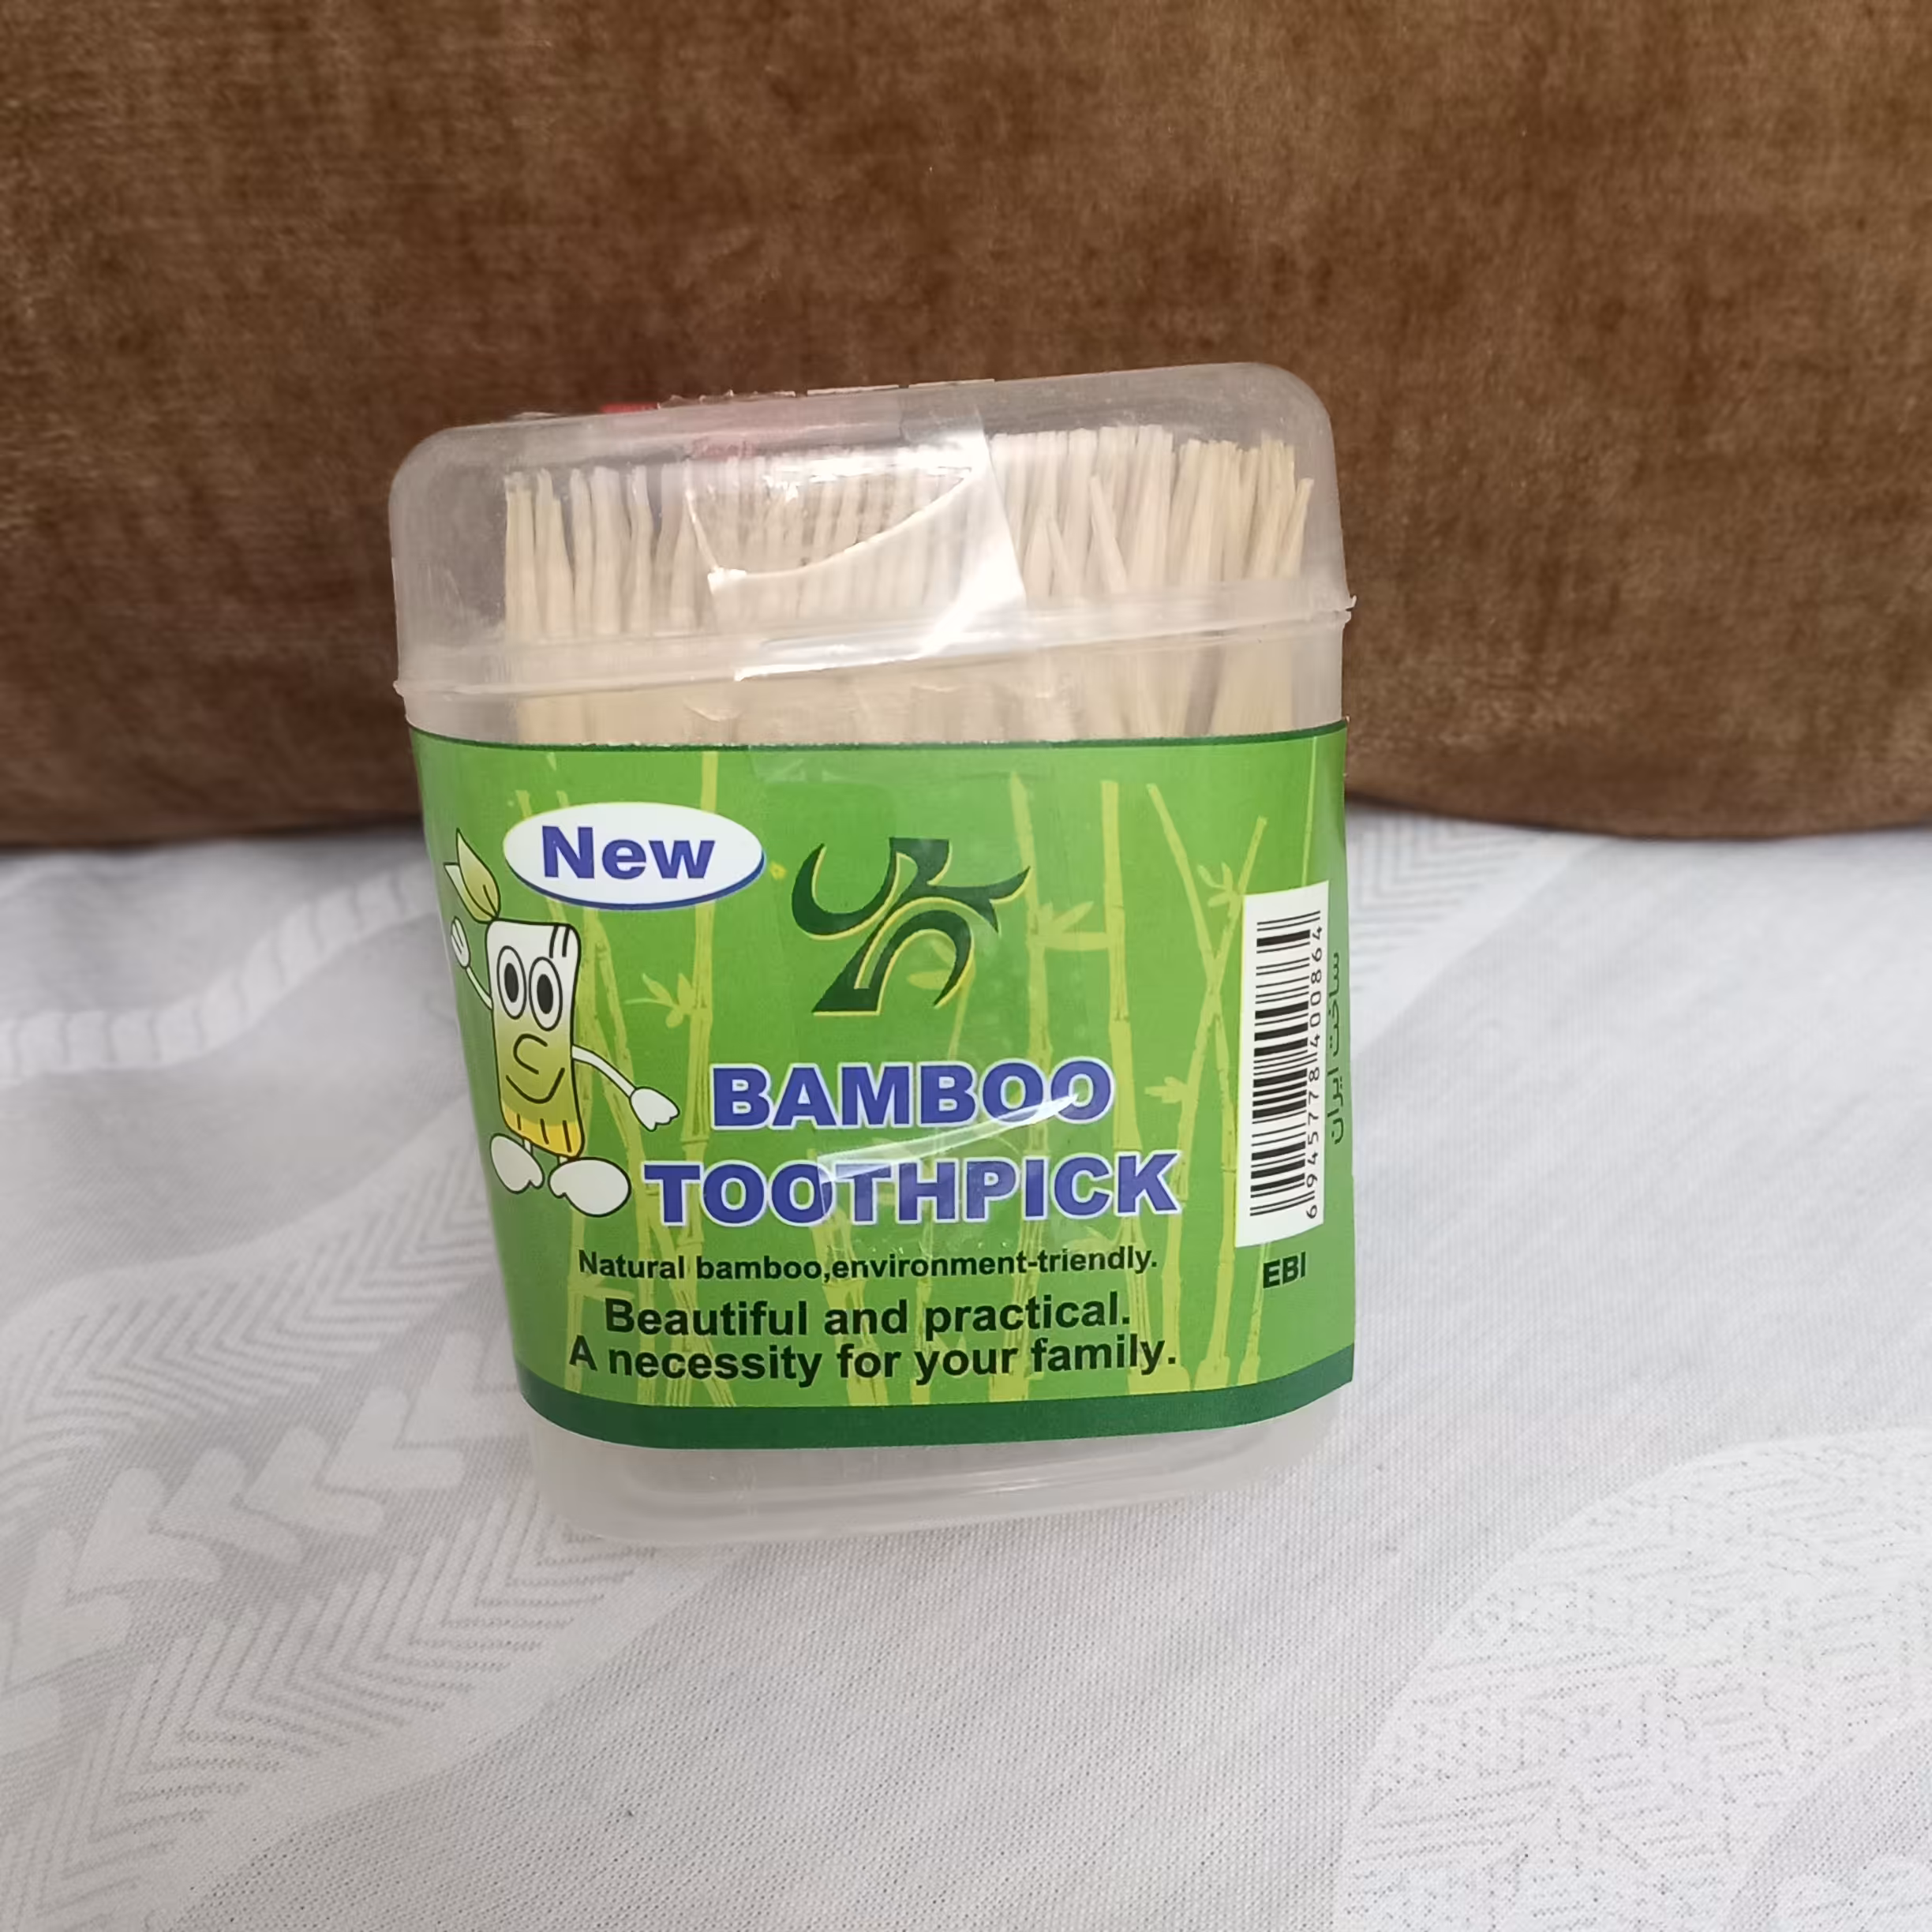 New
BAMBOO
TOOTHPICK
Natural bamboo,environment-triendly.
Beautiful and practical.
A necessity for your family.
6945778400864
ساخت ایران
EBI